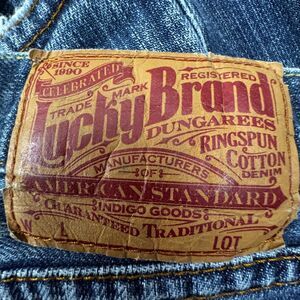 SINCE 1990
CELEBRATED
REGISTERED
TRADE MARK
Lucky Brand
DUNGAREES
RINGSPUN
COTTON
DENIM
MANUFACTURERS
OF
AMERICAN STANDARD
INDIGO GOODS
GUARANTEED TRADITIONAL
W L LOT